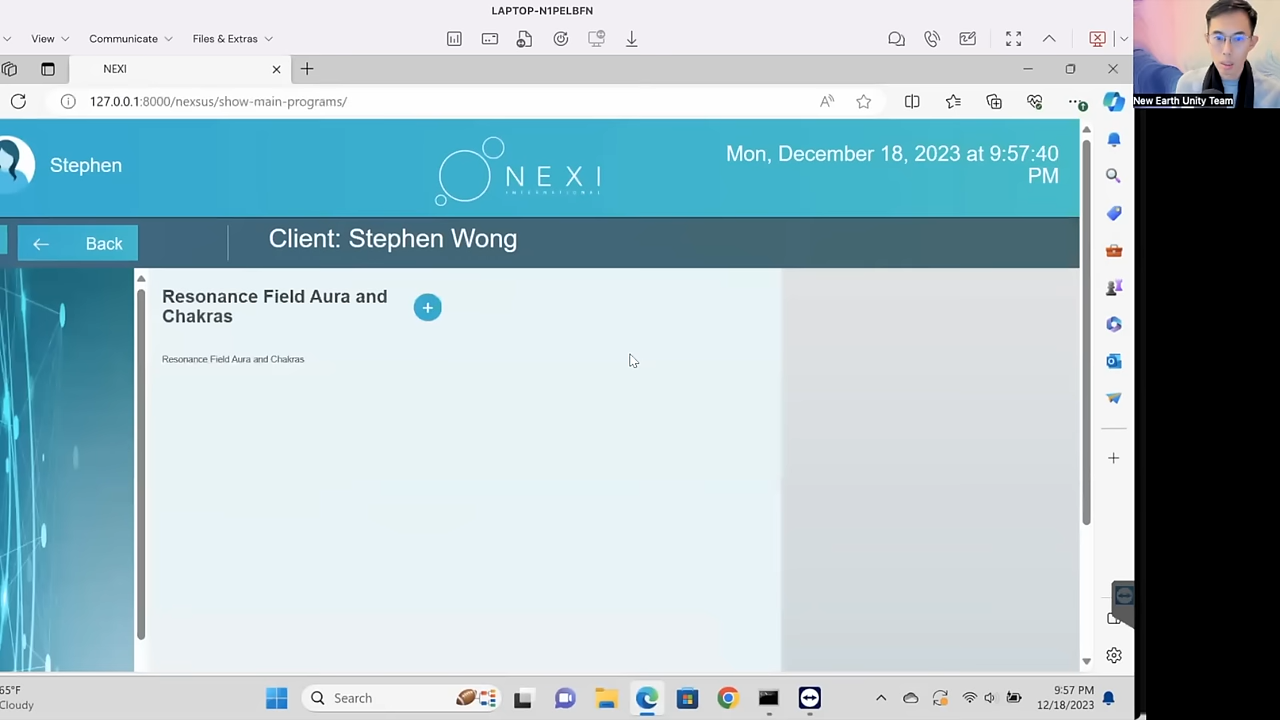 LAPTOP-N1PELBFN
View
Communicate
Files & Extras
NEXI
127.0.0.1:8000/nexsus/show-main-programs/
New Earth Unity Team
Stephen
NEXI
INTERNATIONAL
Mon, December 18, 2023 at 9:57:40
PM
Back
Client: Stephen Wong
Resonance Field Aura and
Chakras
Resonance Field Aura and Chakras
65°F
Cloudy
Search
9:57 PM
12/18/2023